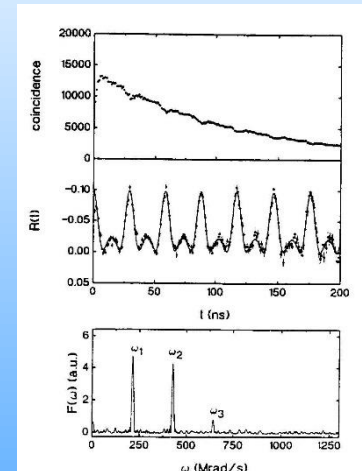 20000
15000
coincidence
10000
5000
0
-0.10
-0.05
R(t)
0.00
0.05
0 50 100 150 200
t (ns)
ω1 ω2 ω3
F(ω) (a.u.)
4
2
0
0 250 500 750 1000 1250
ω (Mrad/s)